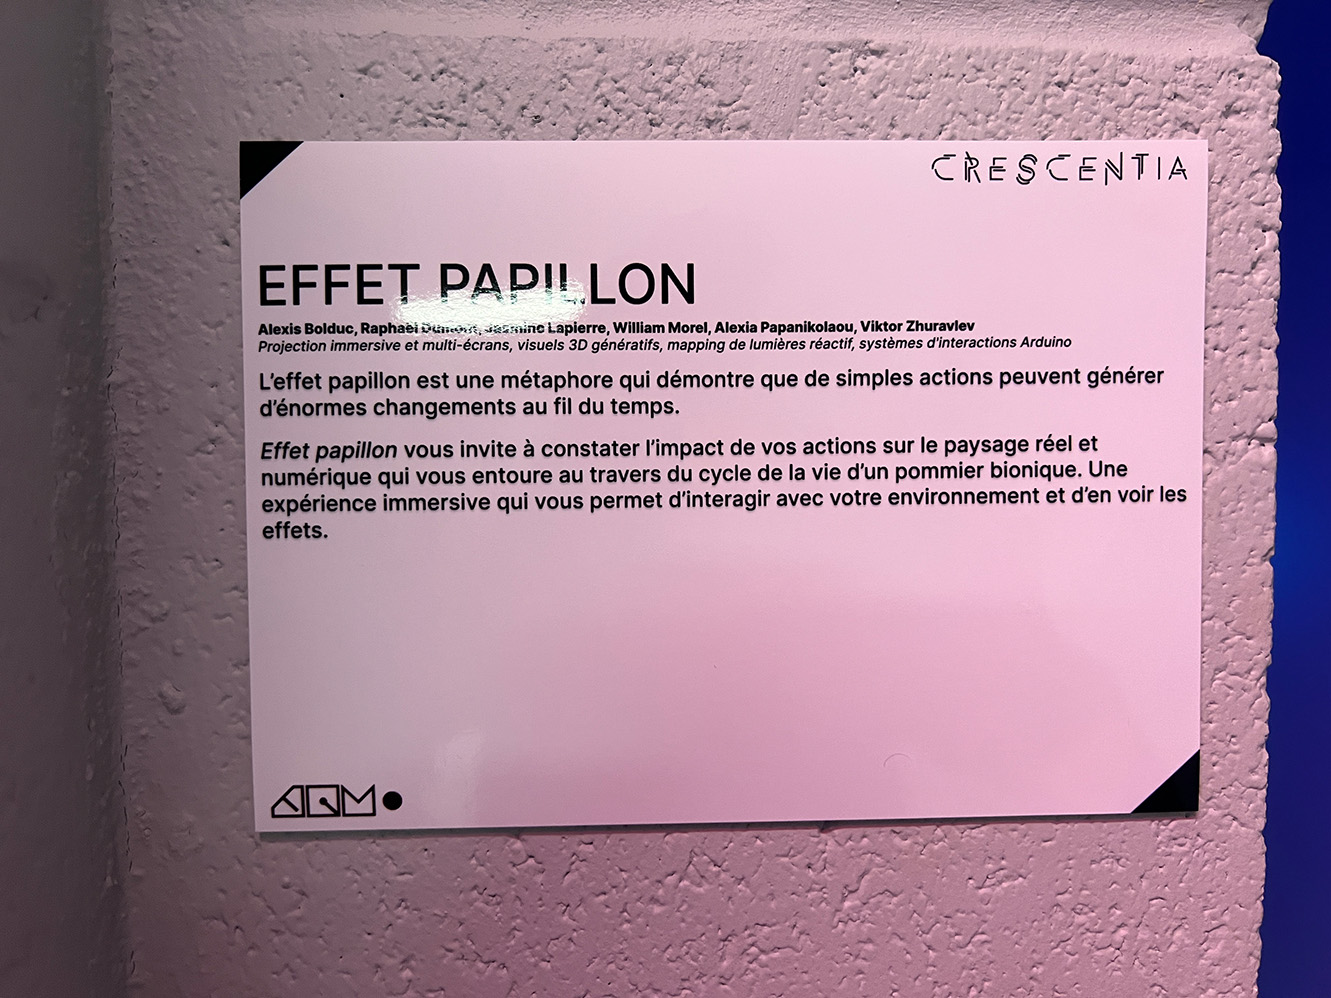 CRESCENTIA
EFFET PAPILLON
Alexis Bolduc, Raphaël Dumont, Jasmine Lapierre, William Morel, Alexia Papanikolaou, Viktor Zhuravlev
Projection immersive et multi-écrans, visuels 3D génératifs, mapping de lumières réactif, systèmes d'interactions Arduino
L'effet papillon est une métaphore qui démontre que de simples actions peuvent générer
d'énormes changements au fil du temps.
Effet papillon vous invite à constater l'impact de vos actions sur le paysage réel et
numérique qui vous entoure au travers du cycle de la vie d'un pommier bionique. Une
expérience immersive qui vous permet d'interagir avec votre environnement et d'en voir les
effets.